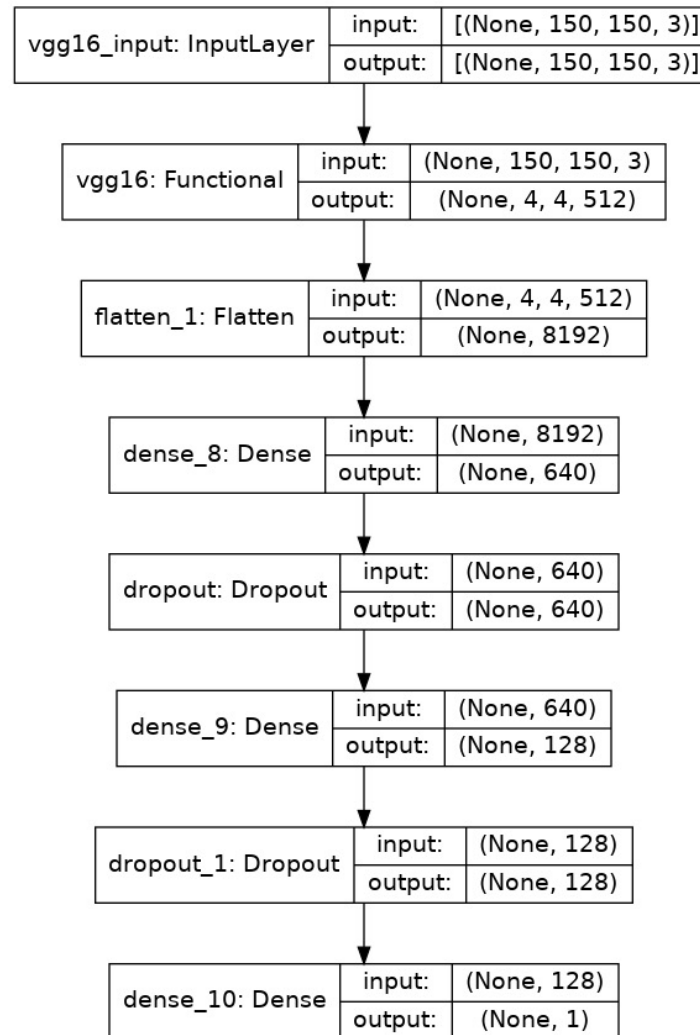 vgg16_input: InputLayer
input: [(None, 150, 150, 3)]
output: [(None, 150, 150, 3)]
vgg16: Functional
input: (None, 150, 150, 3)
output: (None, 4, 4, 512)
flatten_1: Flatten
input: (None, 4, 4, 512)
output: (None, 8192)
dense_8: Dense
input: (None, 8192)
output: (None, 640)
dropout: Dropout
input: (None, 640)
output: (None, 640)
dense_9: Dense
input: (None, 640)
output: (None, 128)
dropout_1: Dropout
input: (None, 128)
output: (None, 128)
dense_10: Dense
input: (None, 128)
output: (None, 1)